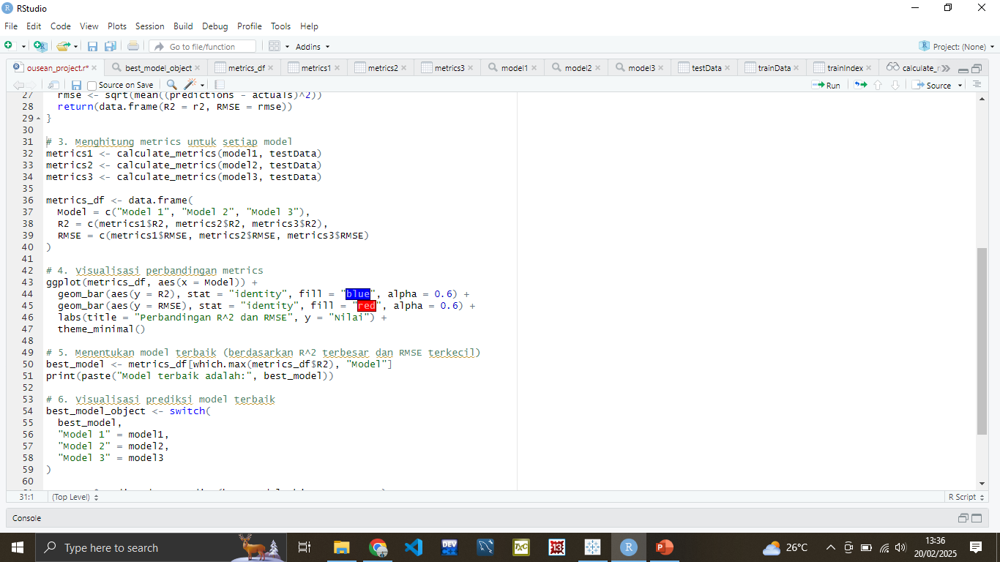 RStudio
File Edit Code View Plots Session Build Debug Profile Tools Help
Go to file/function Addins Project: (None)
ousean_project.r* best_model_object metrics_df metrics1 metrics2 metrics3 model1 model2 model3 testData trainData trainIndex
Source on Save Run Source
27 rmse <- sqrt(mean((predictions - actuals)^2))
28 return(data.frame(R2 = r2, RMSE = rmse))
29 }
30
31 # 3. Menghitung metrics untuk setiap model
32 metrics1 <- calculate_metrics(model1, testData)
33 metrics2 <- calculate_metrics(model2, testData)
34 metrics3 <- calculate_metrics(model3, testData)
35
36 metrics_df <- data.frame(
37 Model = c("Model 1", "Model 2", "Model 3"),
38 R2 = c(metrics1$R2, metrics2$R2, metrics3$R2),
39 RMSE = c(metrics1$RMSE, metrics2$RMSE, metrics3$RMSE)
40 )
41
42 # 4. Visualisasi perbandingan metrics
43 ggplot(metrics_df, aes(x = Model)) +
44 geom_bar(aes(y = R2), stat = "identity", fill = "blue", alpha = 0.6) +
45 geom_bar(aes(y = RMSE), stat = "identity", fill = "red", alpha = 0.6) +
46 labs(title = "Perbandingan R^2 dan RMSE", y = "Nilai") +
47 theme_minimal()
48
49 # 5. Menentukan model terbaik (berdasarkan R^2 terbesar dan RMSE terkecil)
50 best_model <- metrics_df[which.max(metrics_df$R2), "Model"]
51 print(paste("Model terbaik adalah:", best_model))
52
53 # 6. Visualisasi prediksi model terbaik
54 best_model_object <- switch(
55 best_model,
56 "Model 1" = model1,
57 "Model 2" = model2,
58 "Model 3" = model3
59 )
60
31:1 (Top Level) R Script
Console
Type here to search
DEV
TXC
26°C
13:36
20/02/2025